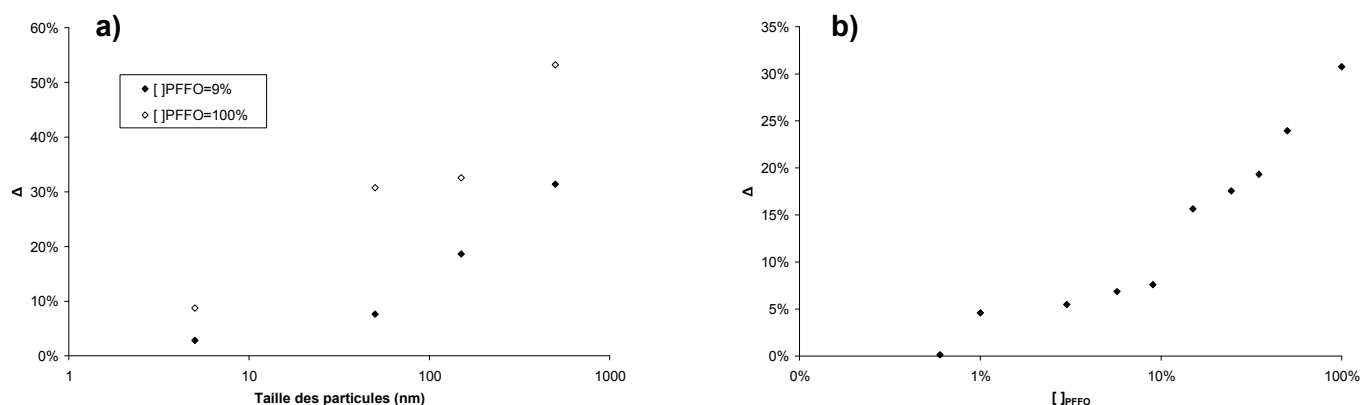 a)
60%
50%
40%
30%
20%
10%
0%
Δ
[ ]PFFO=9%
[ ]PFFO=100%
1
10
100
1000
Taille des particules (nm)
b)
35%
30%
25%
20%
15%
10%
5%
0%
Δ
0%
1%
10%
100%
[ ]PFFO